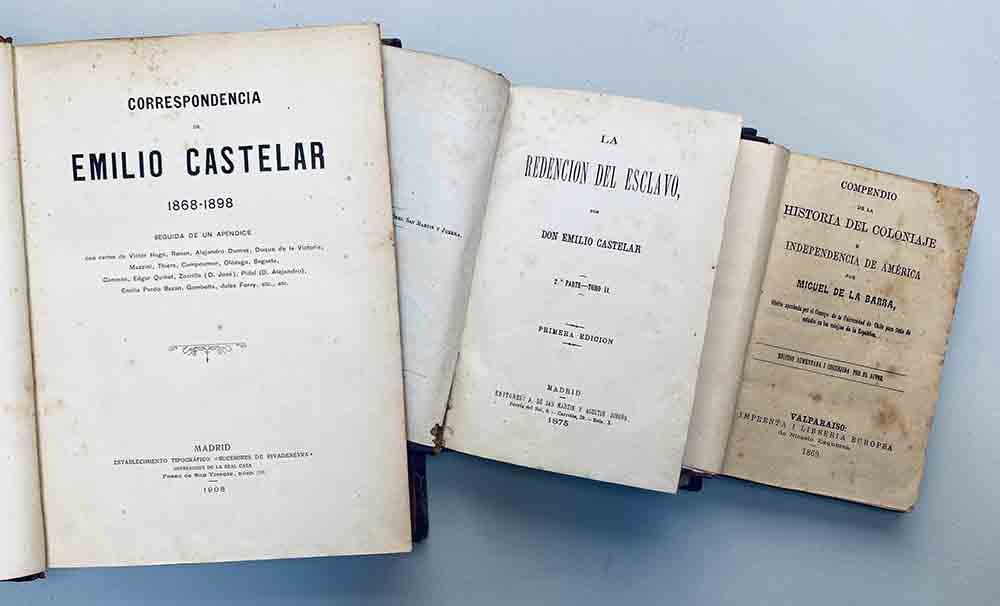 CORRESPONDENCIA
DE
EMILIO CASTELAR
1868-1898
SEGUIDA DE UN APÉNDICE
con cartas de Victor Hugo, Renan, Alejandro Dumas, Duque de la Victoria,
Mazzini, Thiers, Campoamor, Olózaga, Sagasta,
Cánovas, Edgar Quinet, Zorrilla (D. José), Pidal (D. Alejandro),
Emilia Pardo Bazán, Gambetta, Jules Ferry, etc., etc.
MADRID
ESTABLECIMIENTO TIPOGRÁFICO «SUCESORES DE RIVADENEYRA»
IMPRESORES DE LA REAL CASA
Paseo de San Vicente, núm. 20
1908
SAN MARTIN Y JUBERA.
LA
REDENCION DEL ESCLAVO,
POR
DON EMILIO CASTELAR
2.ª PARTE—TOMO II.
PRIMERA EDICION
MADRID
EDITORES: A. DE SAN MARTIN Y AGUSTIN JUBERA
Puerta del Sol, 6.—Carretas, 39.—Bola, 3.
1875
COMPENDIO
DE LA
HISTORIA DEL COLONIAJE
E
INDEPENDENCIA DE AMÉRICA
POR
MIGUEL DE LA BARRA,
Obra aprobada por el Consejo de la Universidad de Chile para testo de
estudio en los colejios de la República.
EDICION AUMENTADA I CORREJIDA POR EL AUTOR.
VALPARAISO:
IMPRENTA I LIBRERIA EUROPEA
de Nicasio Ezquerra.